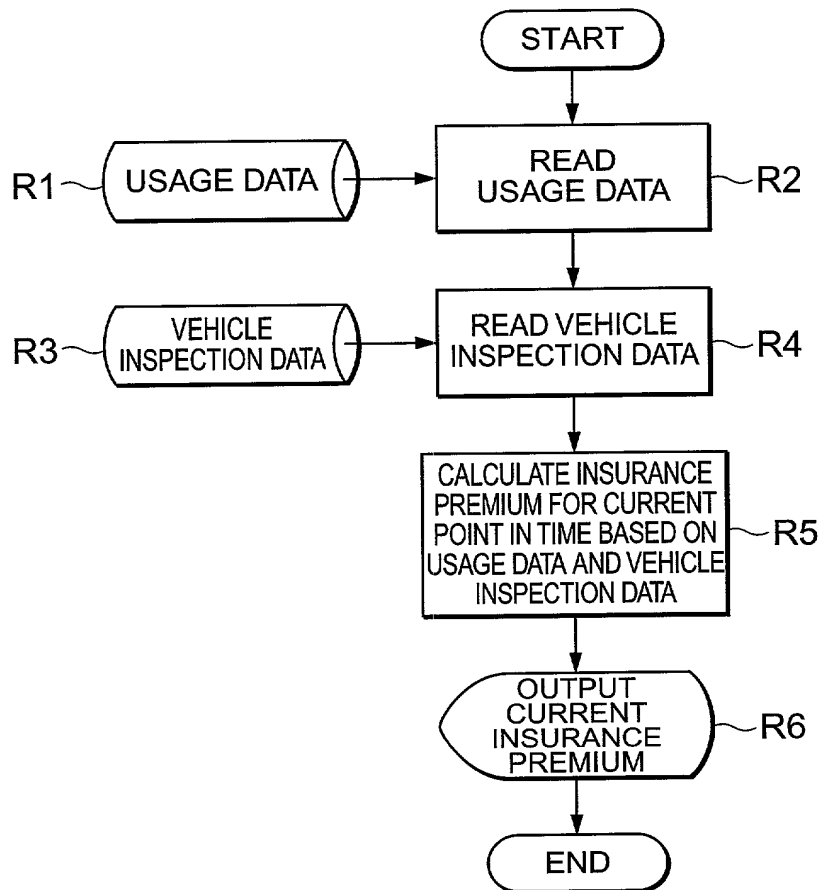 START
R1
USAGE DATA
READ
USAGE DATA
R2
R3
VEHICLE
INSPECTION DATA
READ VEHICLE
INSPECTION DATA
R4
CALCULATE INSURANCE
PREMIUM FOR CURRENT
POINT IN TIME BASED ON
USAGE DATA AND VEHICLE
INSPECTION DATA
R5
OUTPUT
CURRENT
INSURANCE
PREMIUM
R6
END